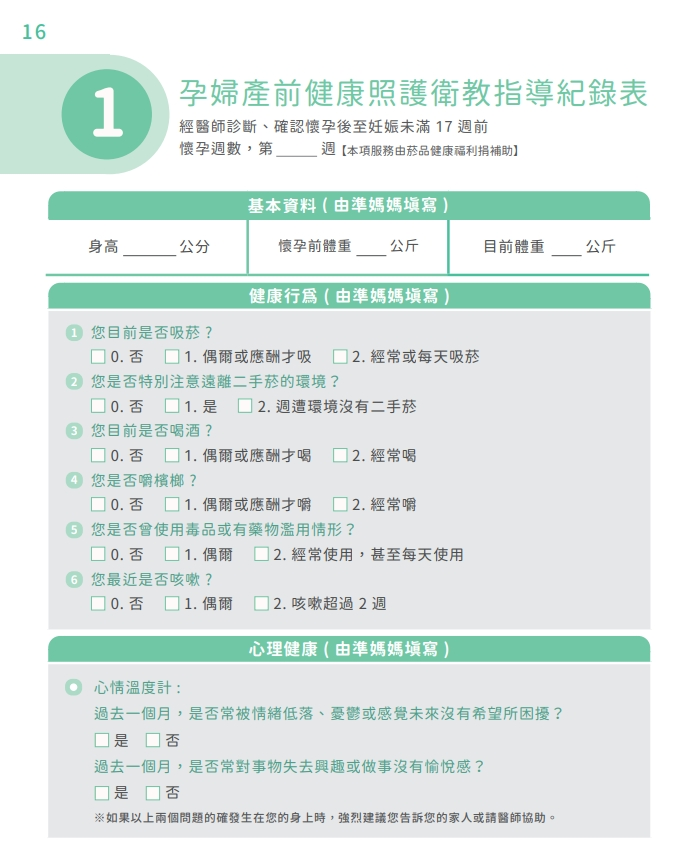 16
1
孕婦產前健康照護衛教指導紀錄表
經醫師診斷、確認懷孕後至妊娠未滿 17 週前
懷孕週數，第_____ 週【本項服務由菸品健康福利捐補助】
基本資料 ( 由準媽媽填寫 )
身高 ______ 公分 懷孕前體重 ____ 公斤 目前體重 ____ 公斤
健康行為 ( 由準媽媽填寫 )
1 您目前是否吸菸？
□ 0. 否 □ 1. 偶爾或應酬才吸 □ 2. 經常或每天吸菸
2 您是否特別注意遠離二手菸的環境？
□ 0. 否 □ 1. 是 □ 2. 週遭環境沒有二手菸
3 您目前是否喝酒？
□ 0. 否 □ 1. 偶爾或應酬才喝 □ 2. 經常喝
4 您是否嚼檳榔？
□ 0. 否 □ 1. 偶爾或應酬才嚼 □ 2. 經常嚼
5 您是否曾使用毒品或有藥物濫用情形？
□ 0. 否 □ 1. 偶爾 □ 2. 經常使用，甚至每天使用
6 您最近是否咳嗽？
□ 0. 否 □ 1. 偶爾 □ 2. 咳嗽超過 2 週
心理健康 ( 由準媽媽填寫 )
心情溫度計：
過去一個月，是否常被情緒低落、憂鬱或感覺未來沒有希望所困擾？
□ 是 □ 否
過去一個月，是否常對事物失去興趣或做事沒有愉悅感？
□ 是 □ 否
※如果以上兩個問題的確發生在您的身上時，強烈建議您告訴您的家人或請醫師協助。